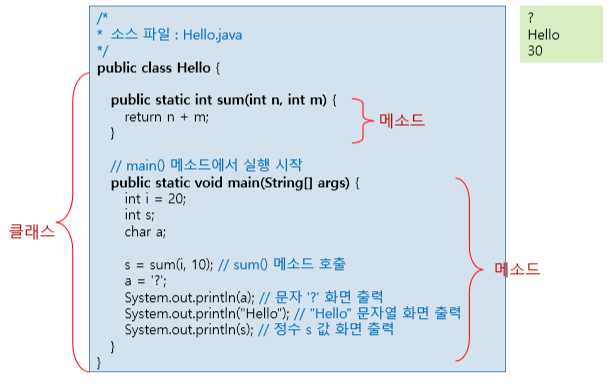 /*
* 소스 파일 : Hello.java
*/
public class Hello {
public static int sum(int n, int m) {
return n + m;
}
// main() 메소드에서 실행 시작
public static void main(String[] args) {
int i = 20;
int s;
char a;
s = sum(i, 10); // sum() 메소드 호출
a = '?';
System.out.println(a); // 문자 '?' 화면 출력
System.out.println("Hello"); // "Hello" 문자열 화면 출력
System.out.println(s); // 정수 s 값 화면 출력
}
}
클래스
메소드
메소드
?
Hello
30